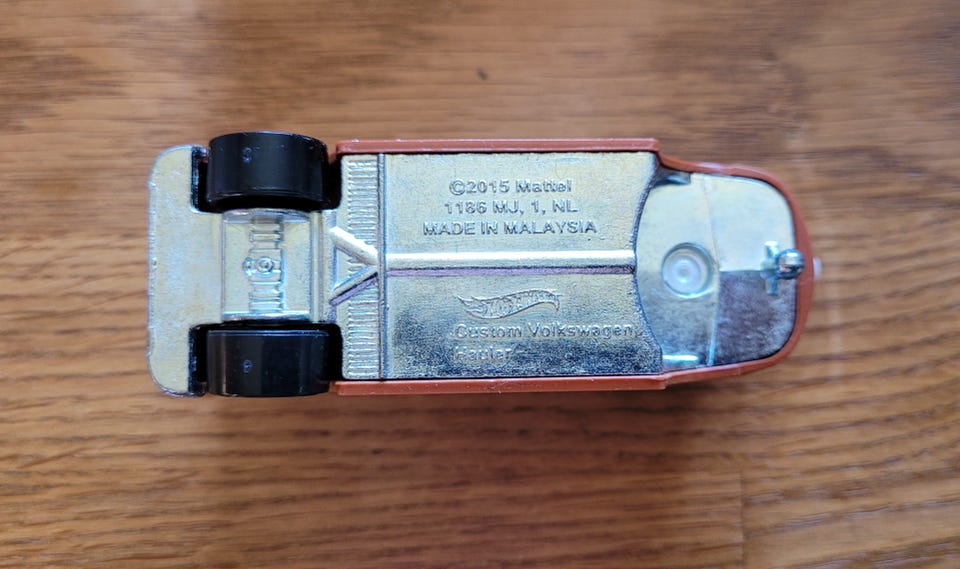 ©2015 Mattel
1186 MJ, 1, NL
MADE IN MALAYSIA
Hot Wheels
Custom Volkswagen
Hauler